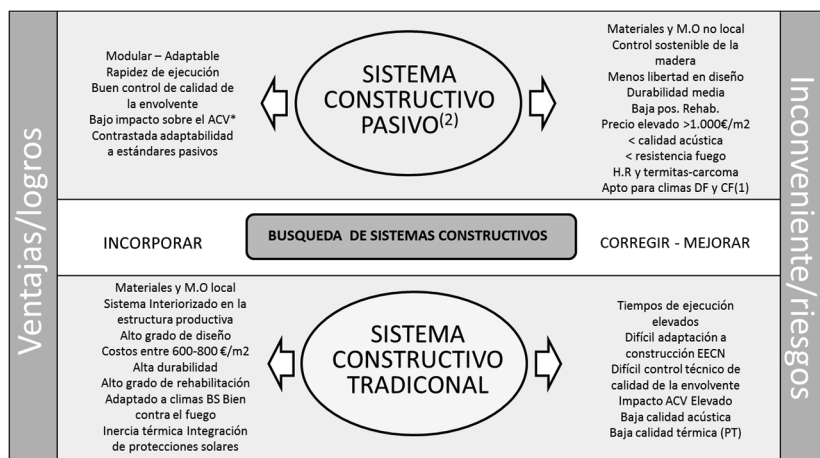 Ventajas/logros
Modular – Adaptable
Rapidez de ejecución
Buen control de calidad de
la envolvente
Bajo impacto sobre el ACV*
Contrastada adaptabilidad
a estándares pasivos
SISTEMA
CONSTRUCTIVO
PASIVO(2)
Materiales y M.O no local
Control sostenible de la
madera
Menos libertad en diseño
Durabilidad media
Baja pos. Rehab.
Precio elevado >1.000€/m2
< calidad acústica
< resistencia fuego
H.R y termitas-carcoma
Apto para climas DF y CF(1)
Inconveniente/riesgos
INCORPORAR
BUSQUEDA DE SISTEMAS CONSTRUCTIVOS
CORREGIR - MEJORAR
Materiales y M.O local
Sistema Interiorizado en la
estructura productiva
Alto grado de diseño
Costos entre 600-800 €/m2
Alta durabilidad
Alto grado de rehabilitación
Adaptado a climas BS Bien
contra el fuego
Inercia térmica Integración
de protecciones solares
SISTEMA
CONSTRUCTIVO
TRADICONAL
Tiempos de ejecución
elevados
Difícil adaptación a
construcción EECN
Difícil control técnico de
calidad de la envolvente
Impacto ACV Elevado
Baja calidad acústica
Baja calidad térmica (PT)